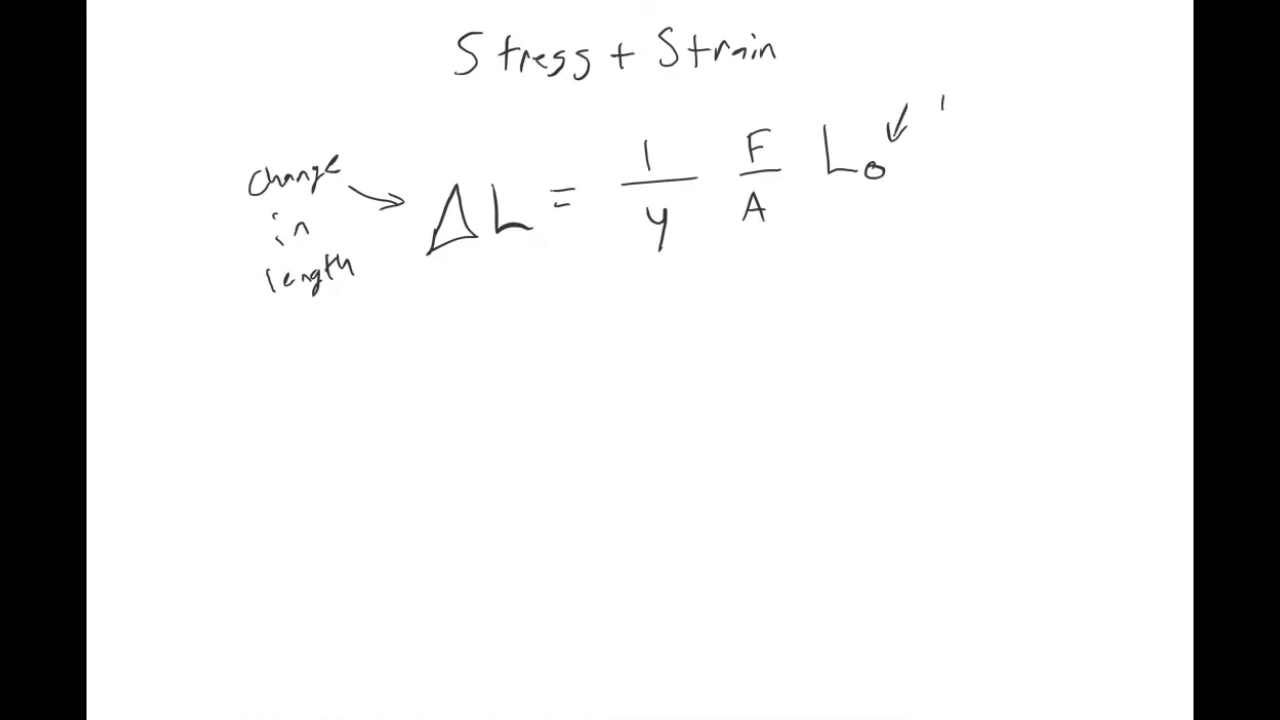 Stress + Strain
change
in
length
ΔL = 1/Y F/A L₀